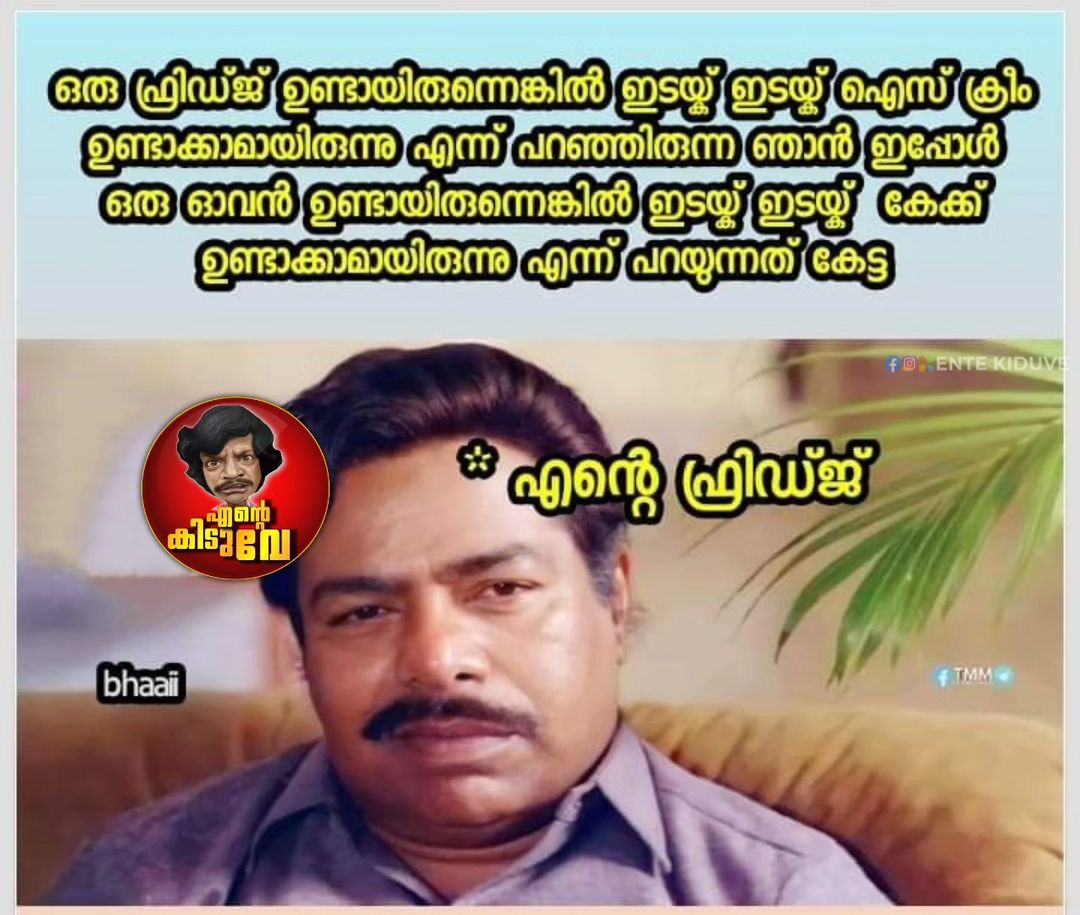 ഒരു ഫ്രിഡ്ജ് ഉണ്ടായിരുന്നെങ്കിൽ ഇടയ്ക്ക് ഇടയ്ക്ക് ഐസ് ക്രീം
ഉണ്ടാക്കാമായിരുന്നു എന്ന് പറഞ്ഞിരുന്ന ഞാൻ ഇപ്പോൾ
ഒരു ഓവൻ ഉണ്ടായിരുന്നെങ്കിൽ ഇടയ്ക്ക് ഇടയ്ക്ക് കേക്ക്
ഉണ്ടാക്കാമായിരുന്നു എന്ന് പറയുന്നത് കേട്ട
ENTE KIDUVE
* എന്റെ ഫ്രിഡ്ജ്
എന്റെ
കിടുവേ
bhaaii
TMM